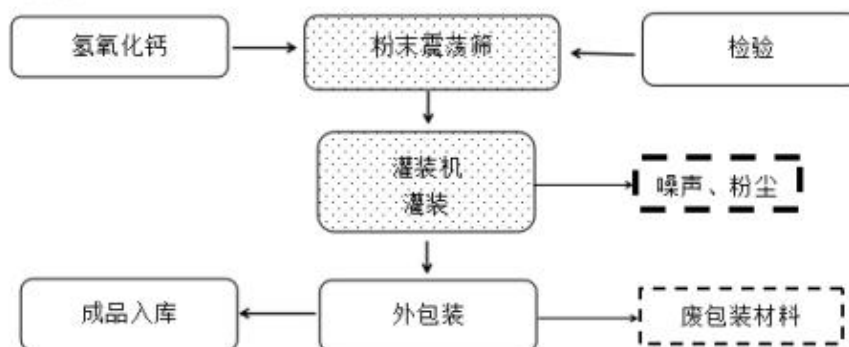 氢氧化钙
粉末震荡筛
检验
灌装机
灌装
噪声、粉尘
成品入库
外包装
废包装材料